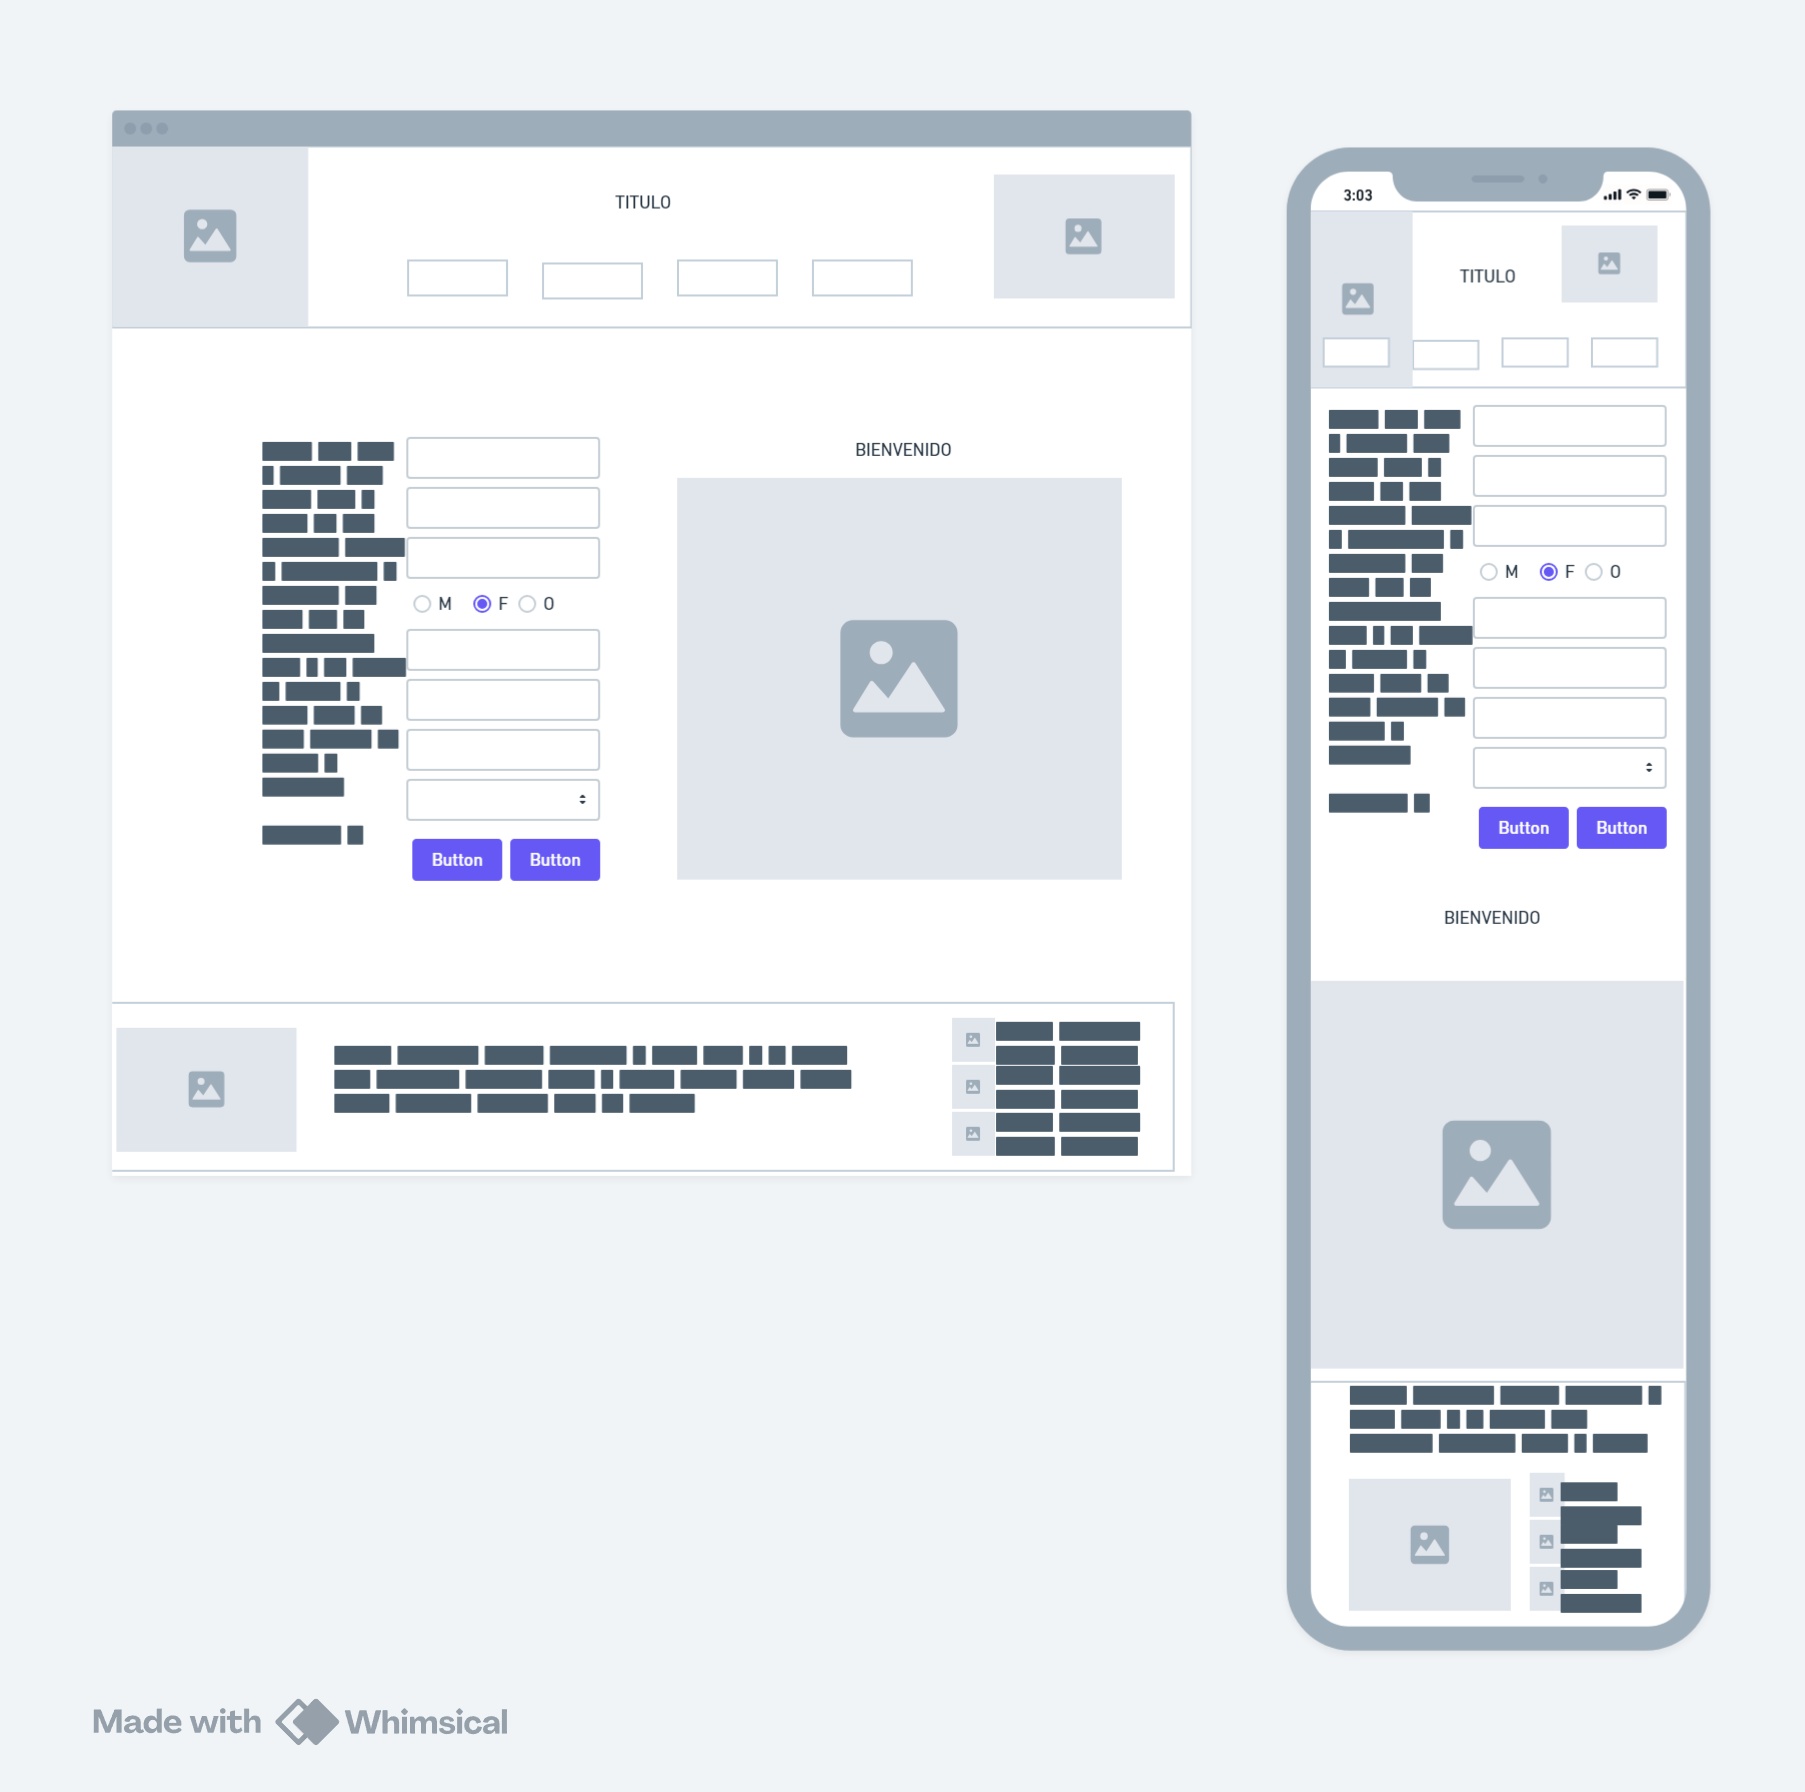 TITULO
BIENVENIDO
M F O
Button Button
3:03
TITULO
M F O
Button Button
BIENVENIDO
Made with Whimsical